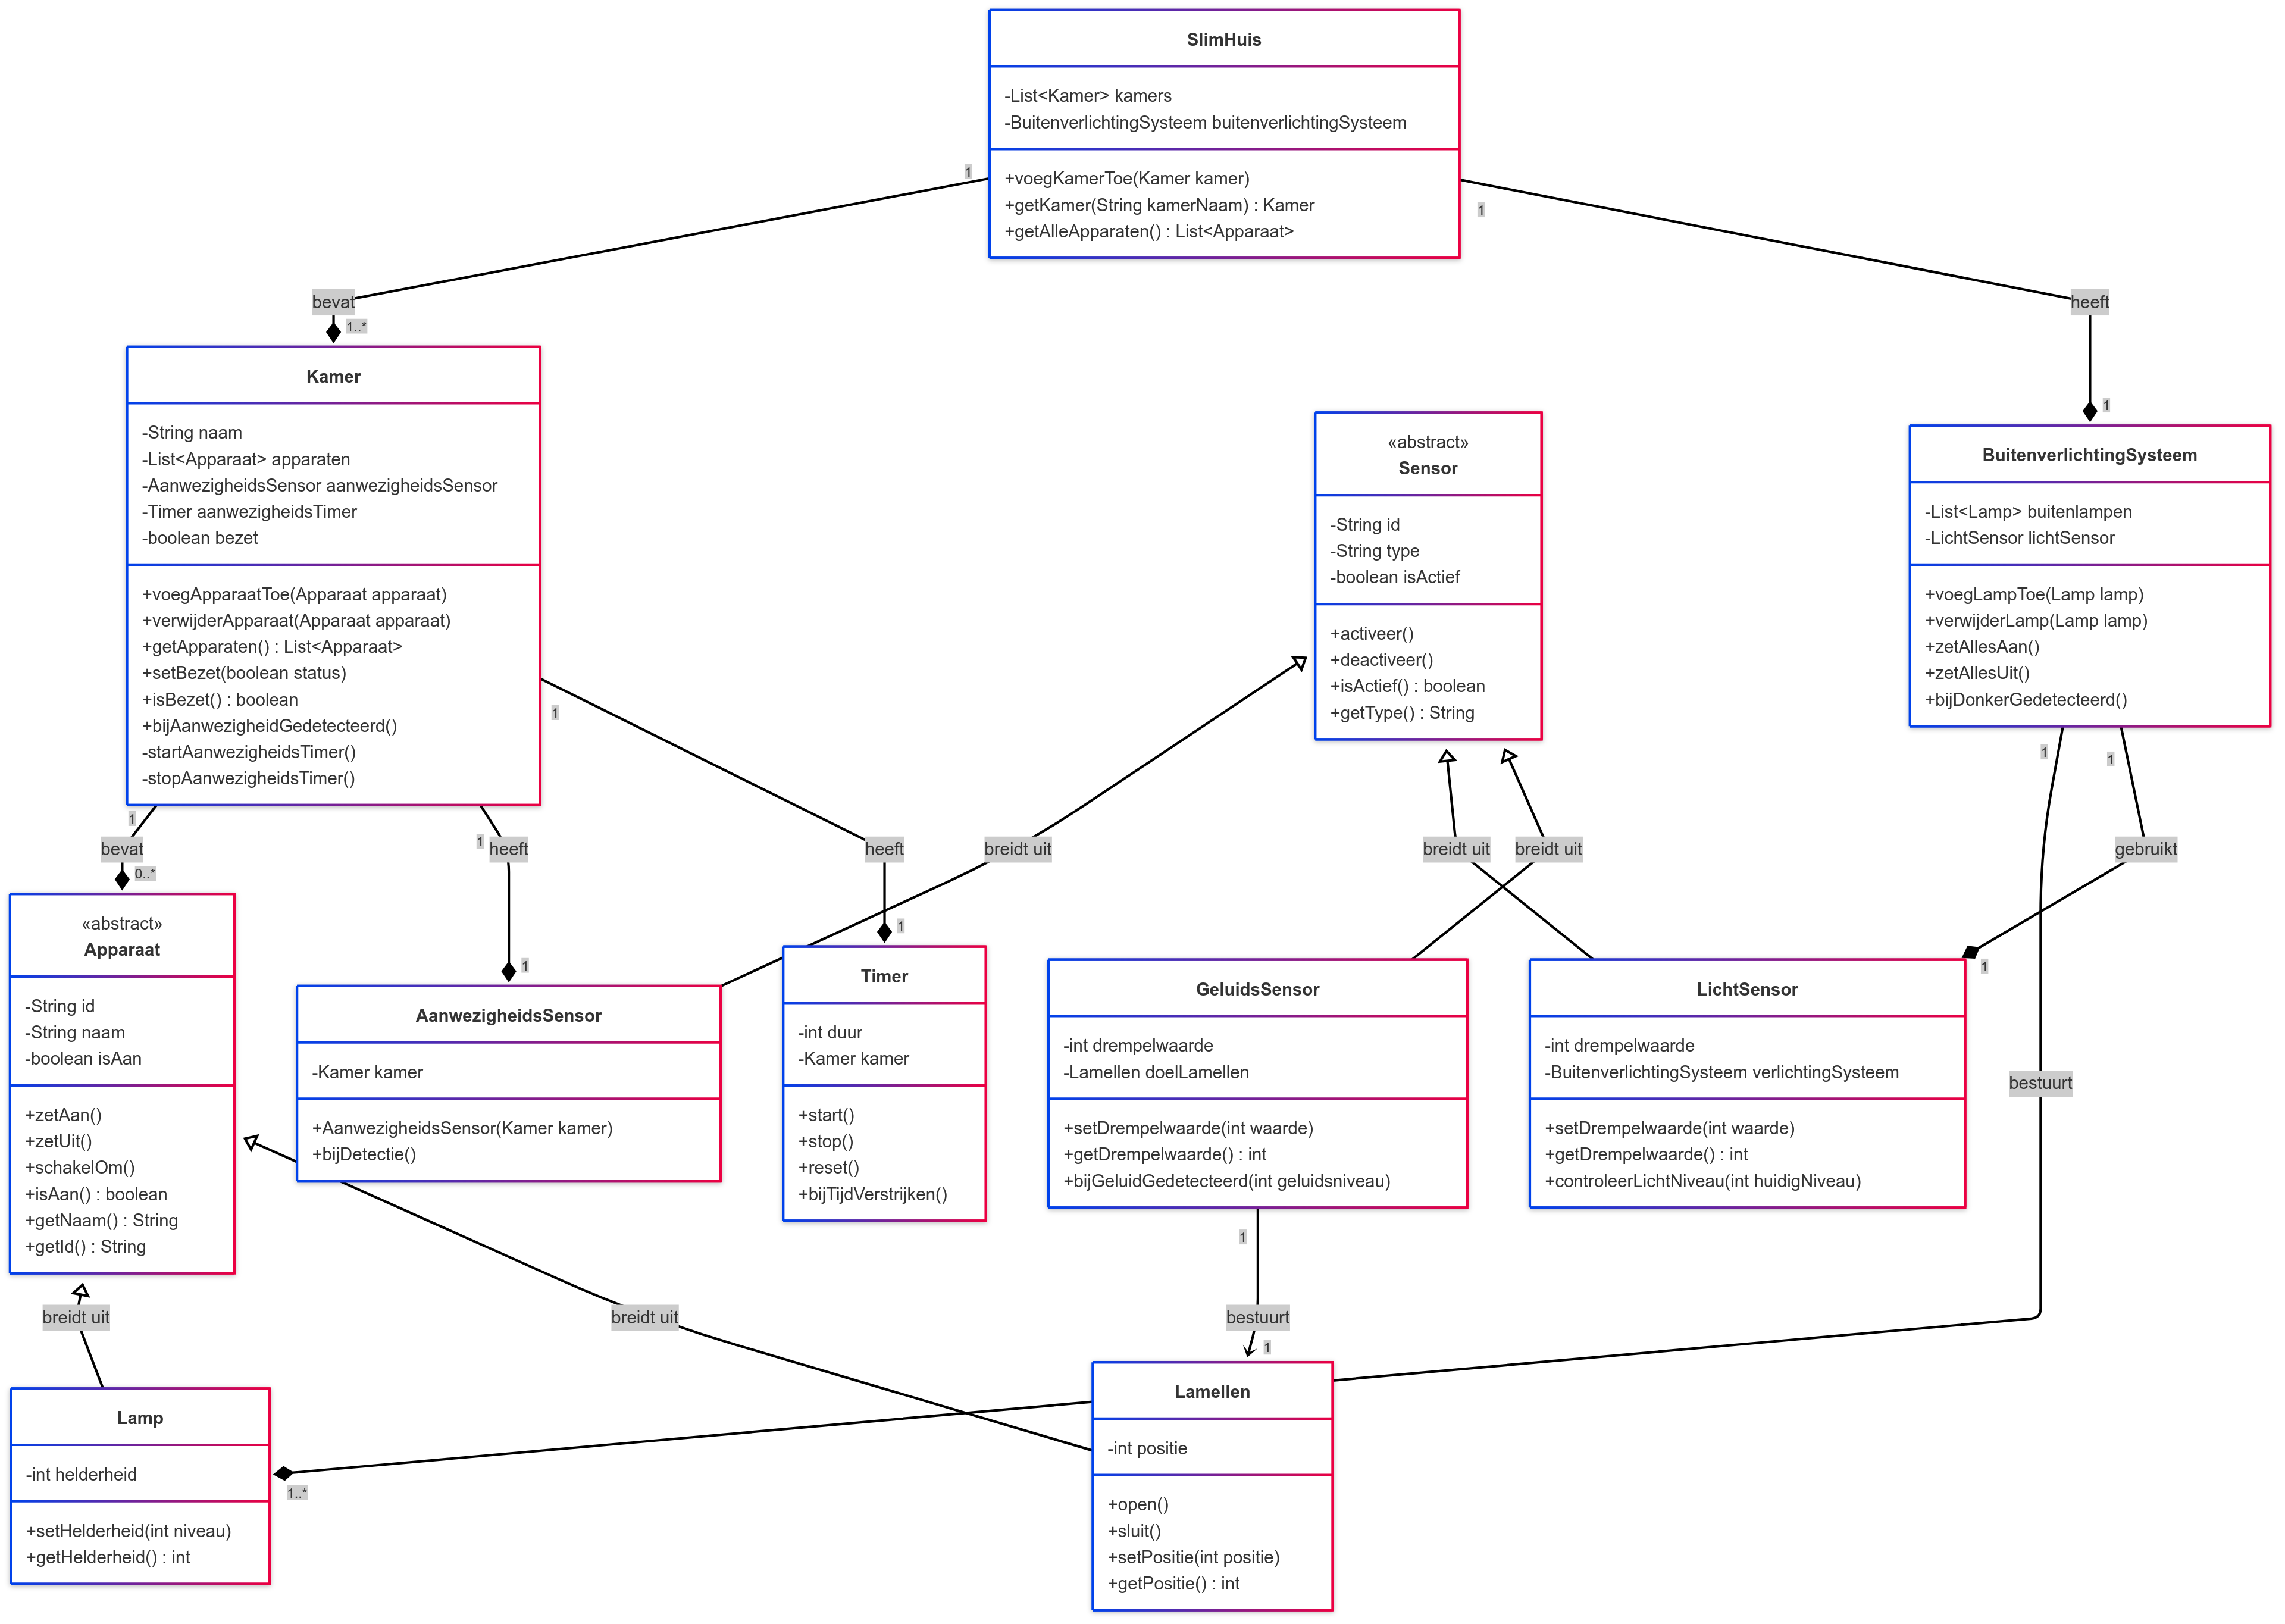 SlimHuis
-List<Kamer> kamers
-BuitenverlichtingSysteem buitenverlichtingSysteem
+voegKamerToe(Kamer kamer)
+getKamer(String kamerNaam) : Kamer
+getAlleApparaten() : List<Apparaat>
1
1
bevat
1..*
heeft
1
Kamer
-String naam
-List<Apparaat> apparaten
-AanwezigheidsSensor aanwezigheidsSensor
-Timer aanwezigheidsTimer
-boolean bezet
+voegApparaatToe(Apparaat apparaat)
+verwijderApparaat(Apparaat apparaat)
+getApparaten() : List<Apparaat>
+setBezet(boolean status)
+isBezet() : boolean
+bijAanwezigheidGedetecteerd()
-startAanwezigheidsTimer()
-stopAanwezigheidsTimer()
«abstract»
Sensor
-String id
-String type
-boolean isActief
+activeer()
+deactiveer()
+isActief() : boolean
+getType() : String
BuitenverlichtingSysteem
-List<Lamp> buitenlampen
-LichtSensor lichtSensor
+voegLampToe(Lamp lamp)
+verwijderLamp(Lamp lamp)
+zetAllesAan()
+zetAllesUit()
+bijDonkerGedetecteerd()
1
1
1
1
1
bevat
0..*
heeft
1
heeft
1
breidt uit
breidt uit
breidt uit
gebruikt
1
«abstract»
Apparaat
-String id
-String naam
-boolean isAan
+zetAan()
+zetUit()
+schakelOm()
+isAan() : boolean
+getNaam() : String
+getId() : String
AanwezigheidsSensor
-Kamer kamer
+AanwezigheidsSensor(Kamer kamer)
+bijDetectie()
Timer
-int duur
-Kamer kamer
+start()
+stop()
+reset()
+bijTijdVerstrijken()
GeluidsSensor
-int drempelwaarde
-Lamellen doelLamellen
+setDrempelwaarde(int waarde)
+getDrempelwaarde() : int
+bijGeluidGedetecteerd(int geluidsniveau)
LichtSensor
-int drempelwaarde
-BuitenverlichtingSysteem verlichtingSysteem
+setDrempelwaarde(int waarde)
+getDrempelwaarde() : int
+controleerLichtNiveau(int huidigNiveau)
bestuurt
1
breidt uit
breidt uit
bestuurt
1
Lamp
-int helderheid
+setHelderheid(int niveau)
+getHelderheid() : int
1..*
Lamellen
-int positie
+open()
+sluit()
+setPositie(int positie)
+getPositie() : int